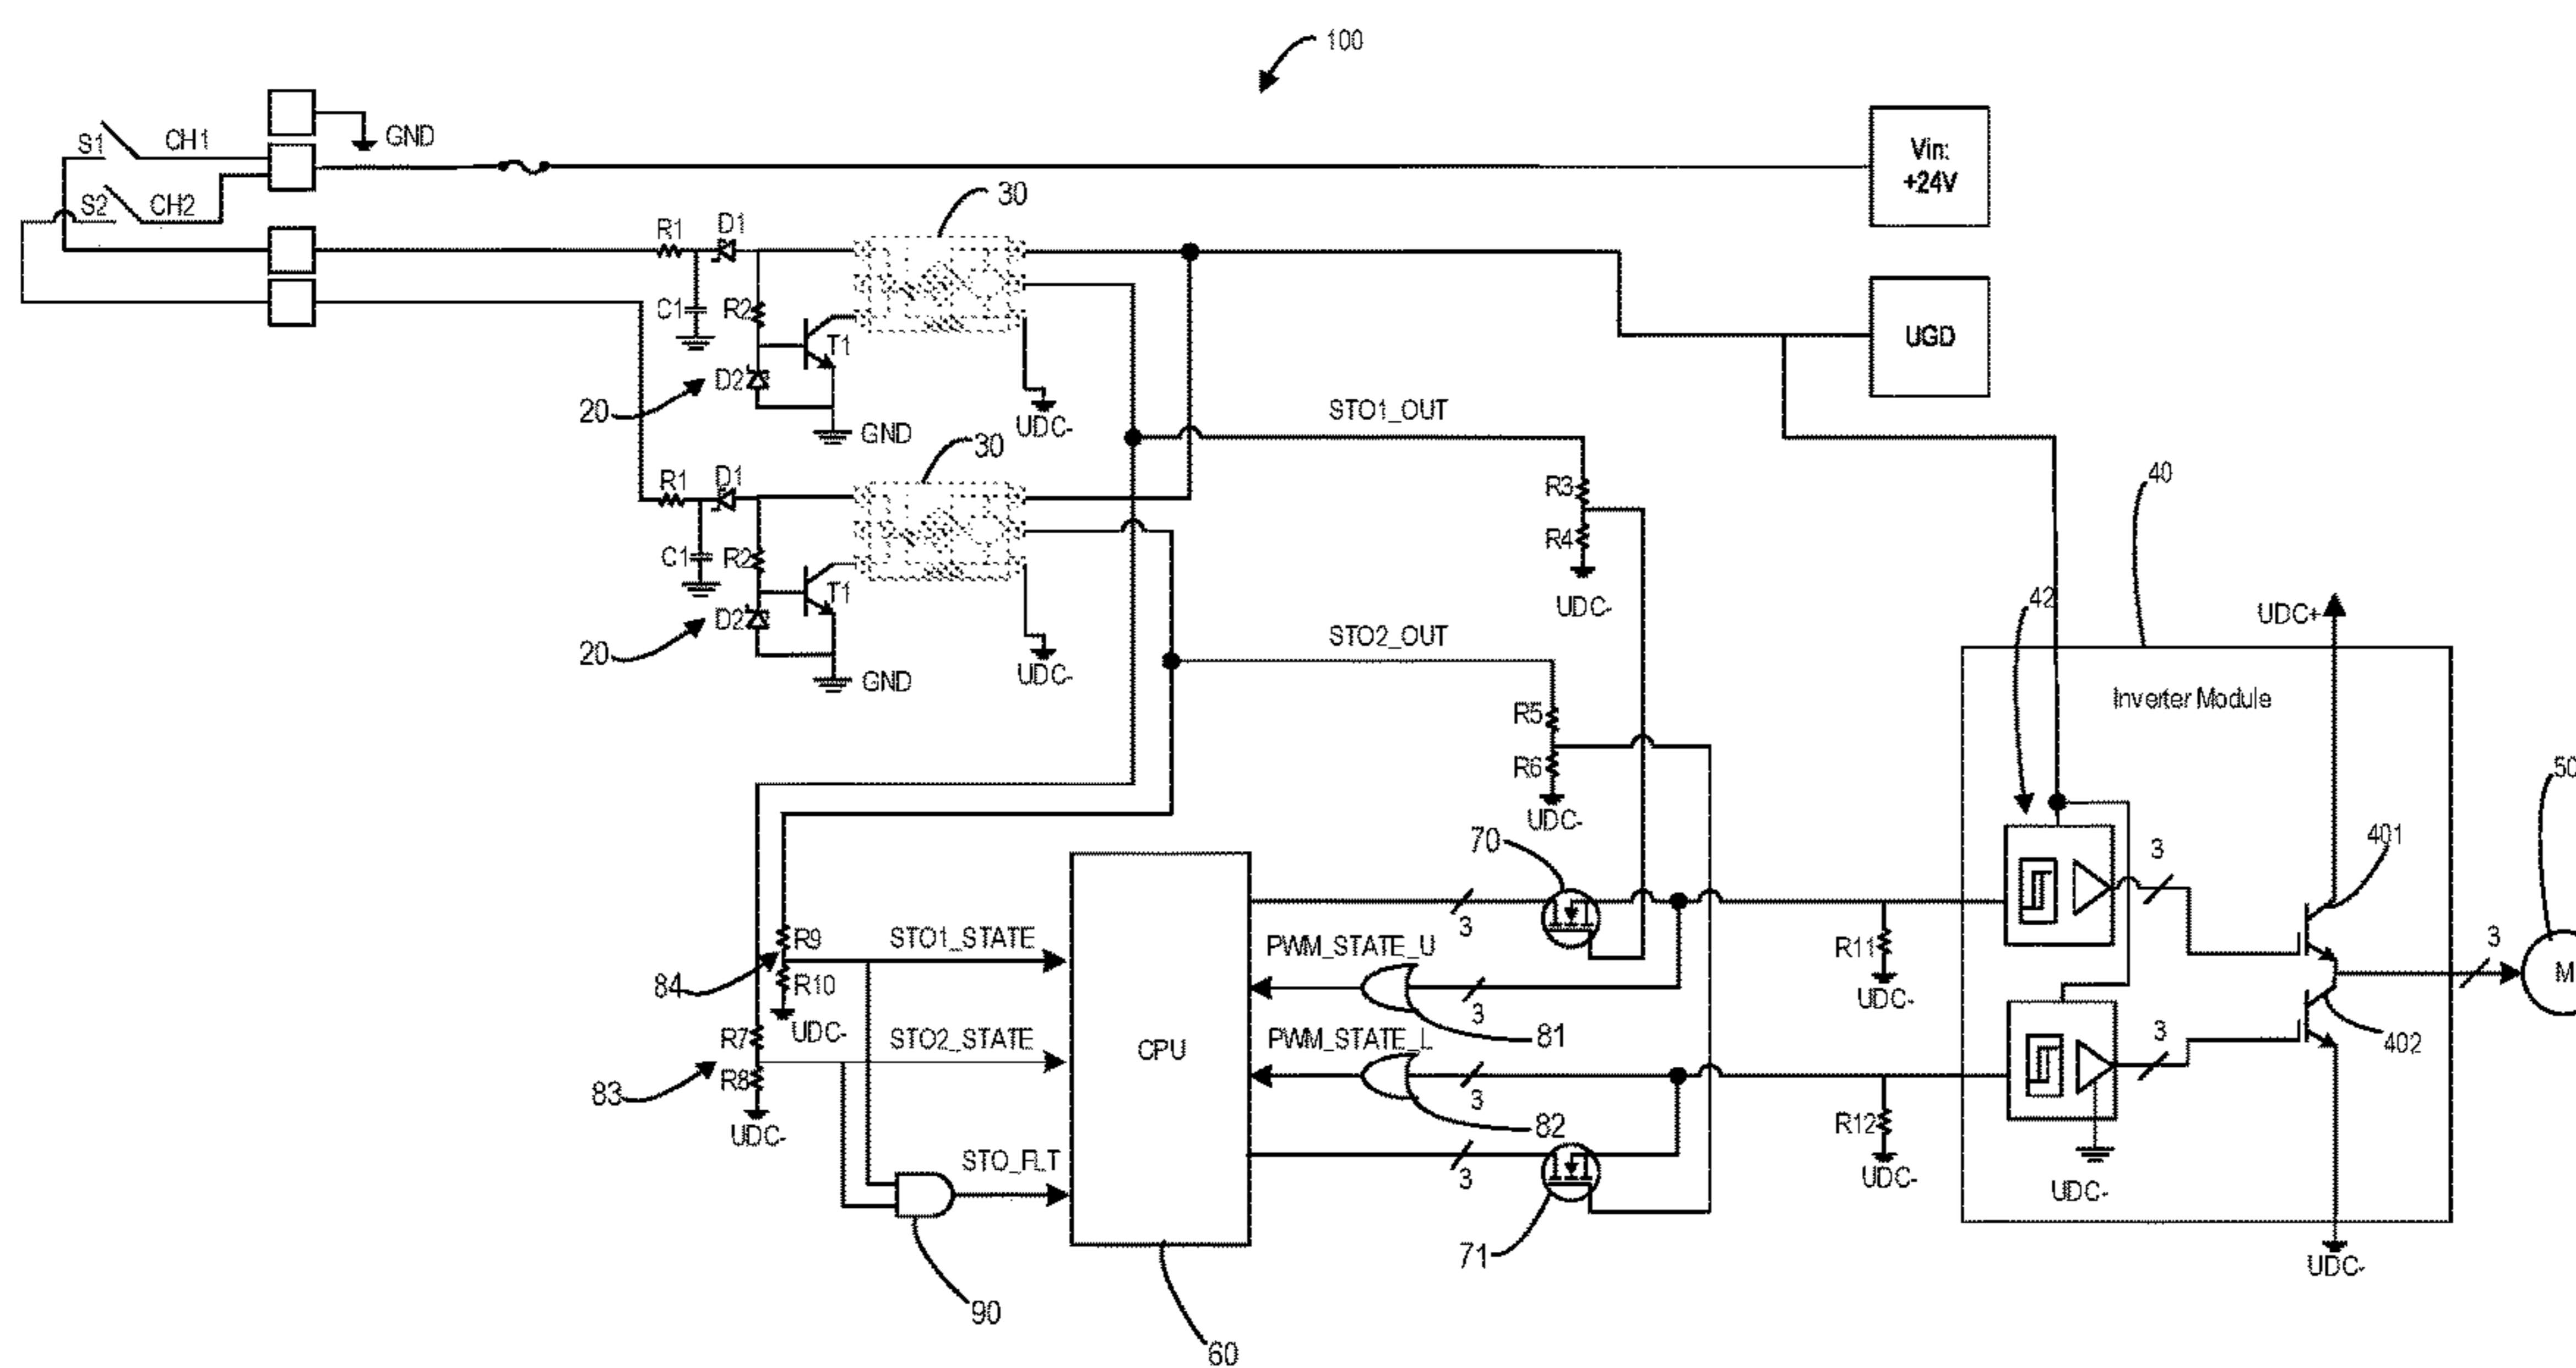 100
S1 CH1
GND
Vin:
+24V
S2 CH2
30
R1 D1
C1 R2
T1
D2
20
GND
UDC-
UGD
STO1_OUT
30
R1 D1
C1 R2
T1
D2
20
GND
UDC-
R3
R4
UDC-
40
42
UDC+
STO2_OUT
Inverter Module
R5
R6
UDC-
50
70
3
401
R9
STO1_STATE
84
R10
UDC-
CPU
3
PWM_STATE_U
3
81
R11
UDC-
3
M
R7
STO2_STATE
83
R8
UDC-
PWM_STATE_L
3
82
R12
UDC-
3
402
UDC-
STO_FLT
3
71
90
60
UDC-